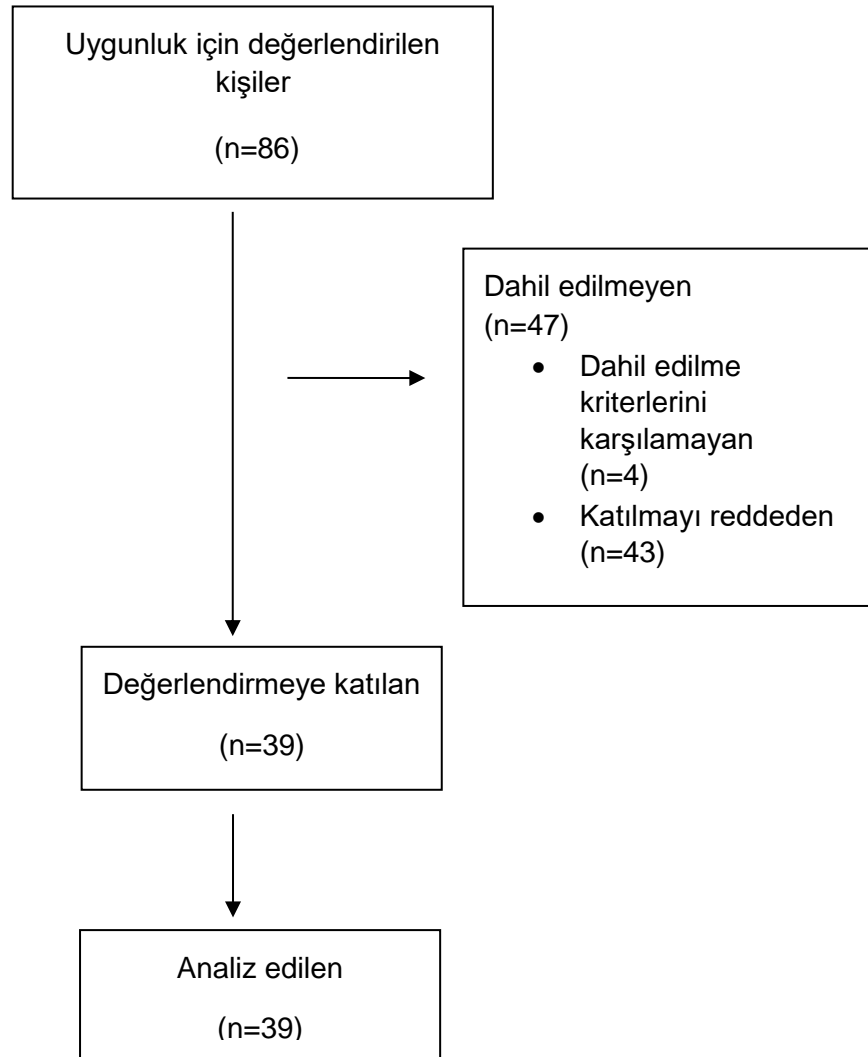 Uygunluk için değerlendirilen
kişiler
(n=86)
Dahil edilmeyen
(n=47)
• Dahil edilme
kriterlerini
karşılamayan
(n=4)
• Katılmayı reddeden
(n=43)
Değerlendirmeye katılan
(n=39)
Analiz edilen
(n=39)